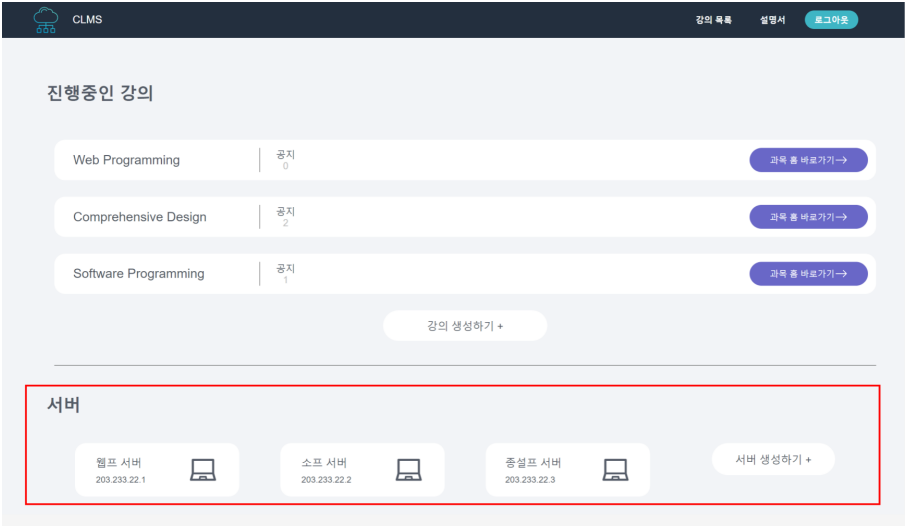 CLMS 강의 목록 설명서 로그아웃
진행중인 강의
Web Programming 공지 과목 홈 바로가기→
0
Comprehensive Design 공지 과목 홈 바로가기→
2
Software Programming 공지 과목 홈 바로가기→
1
강의 생성하기 +
서버
웹프 서버
203.233.22.1
소프 서버
203.233.22.2
종설프 서버
203.233.22.3
서버 생성하기 +